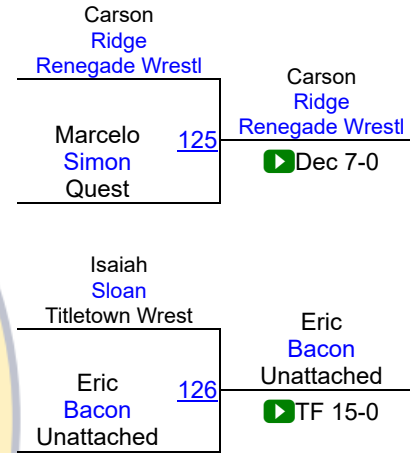 Carson
Ridge
Renegade Wrestl
Marcelo
Simon
Quest
125
Carson
Ridge
Renegade Wrestl
Dec 7-0
Isaiah
Sloan
Titletown Wrest
Eric
Bacon
Unattached
126
Eric
Bacon
Unattached
TF 15-0